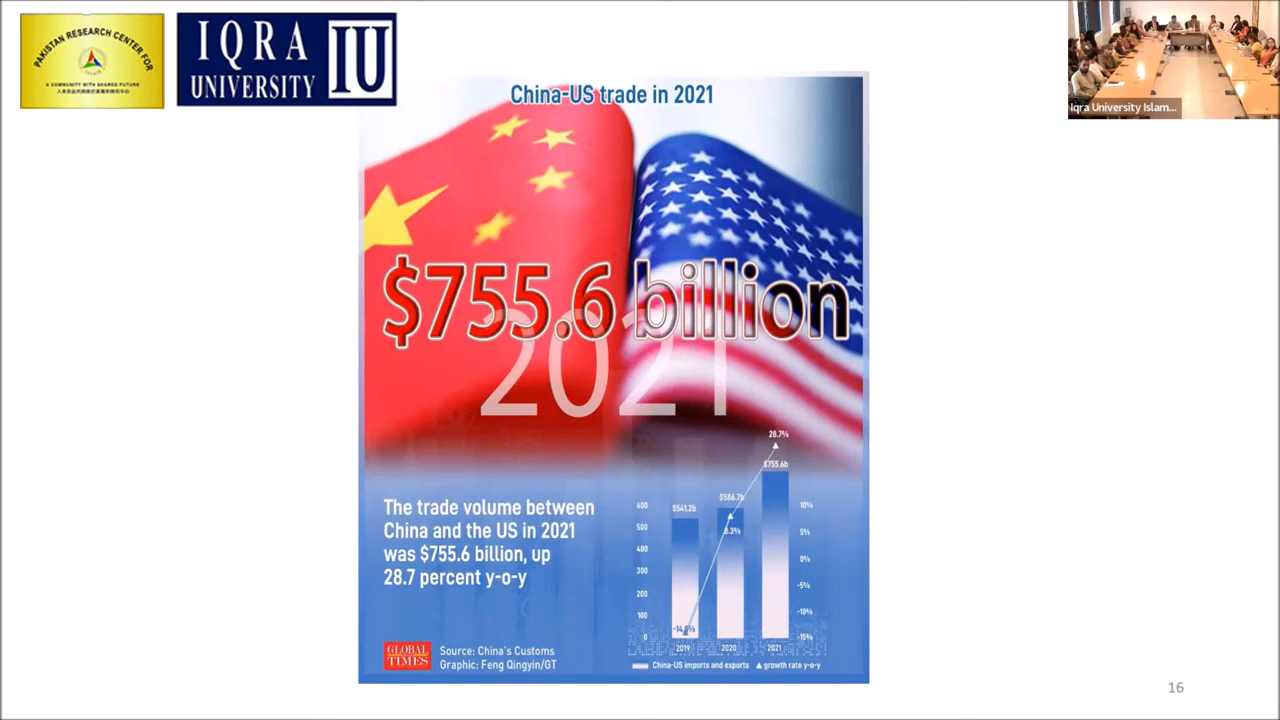 PAKISTAN RESEARCH CENTER FOR
A COMMUNITY WITH SHARED FUTURE
IQRA
UNIVERSITY
IU
Iqra University Islam...
China-US trade in 2021
$755.6 billion
2021
28.7%
$755.6b
$586.7b
$541.2b
8.3%
600
500
400
300
200
100
0
10%
5%
0%
-5%
-10%
-15%
2019
2020
2021
China-US imports and exports
growth rate y-o-y
The trade volume between
China and the US in 2021
was $755.6 billion, up
28.7 percent y-o-y
GLOBAL
TIMES
Source: China's Customs
Graphic: Feng Qingyin/GT
16